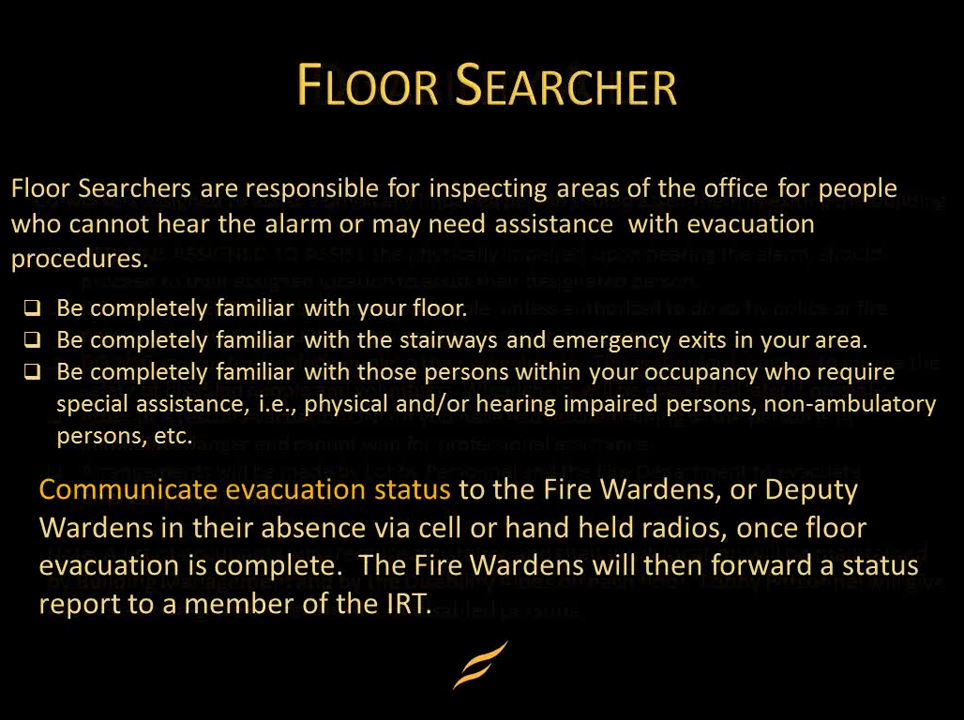 FLOOR SEARCHER
Floor Searchers are responsible for inspecting areas of the office for people
who cannot hear the alarm or may need assistance  with evacuation
procedures.
❑ Be completely familiar with your floor.
❑ Be completely familiar with the stairways and emergency exits in your area.
❑ Be completely familiar with those persons within your occupancy who require
special assistance, i.e., physical and/or hearing impaired persons, non-ambulatory
persons, etc.
Communicate evacuation status to the Fire Wardens, or Deputy
Wardens in their absence via cell or hand held radios, once floor
evacuation is complete.  The Fire Wardens will then forward a status
report to a member of the IRT.